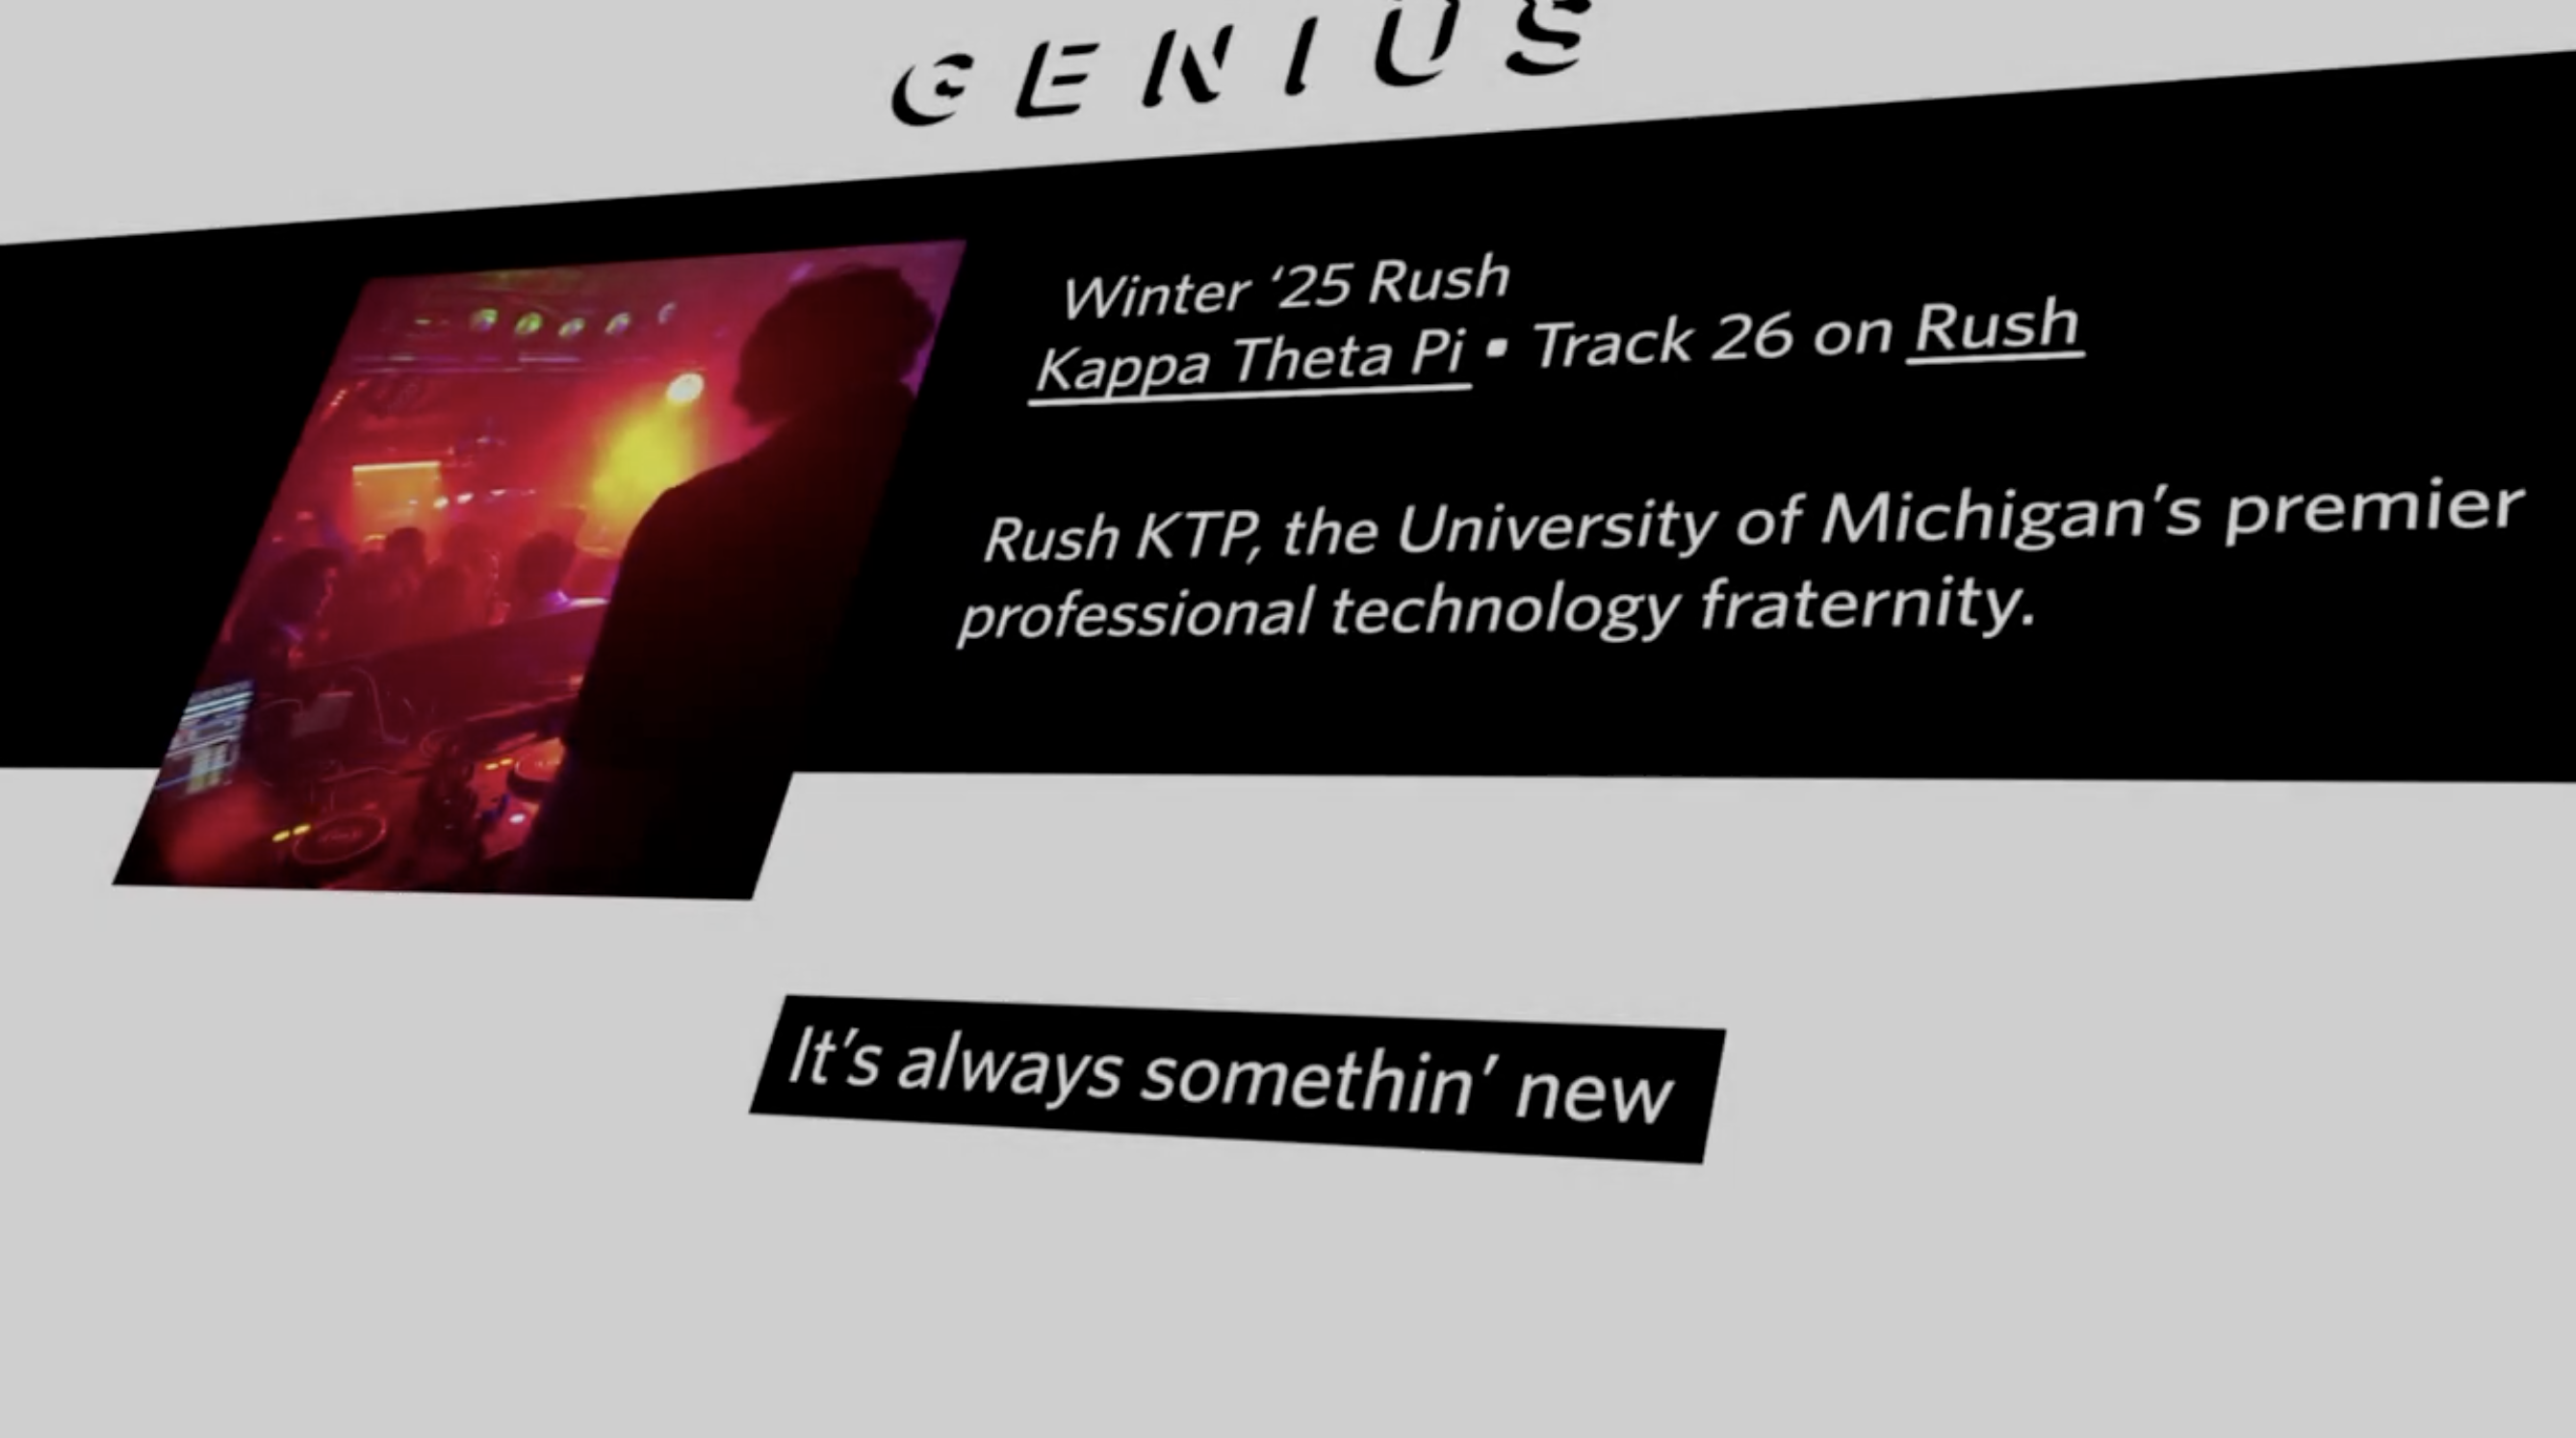 GENIUS
Winter ‘25 Rush
Kappa Theta Pi • Track 26 on Rush
Rush KTP, the University of Michigan’s premier
professional technology fraternity.
It’s always somethin’ new